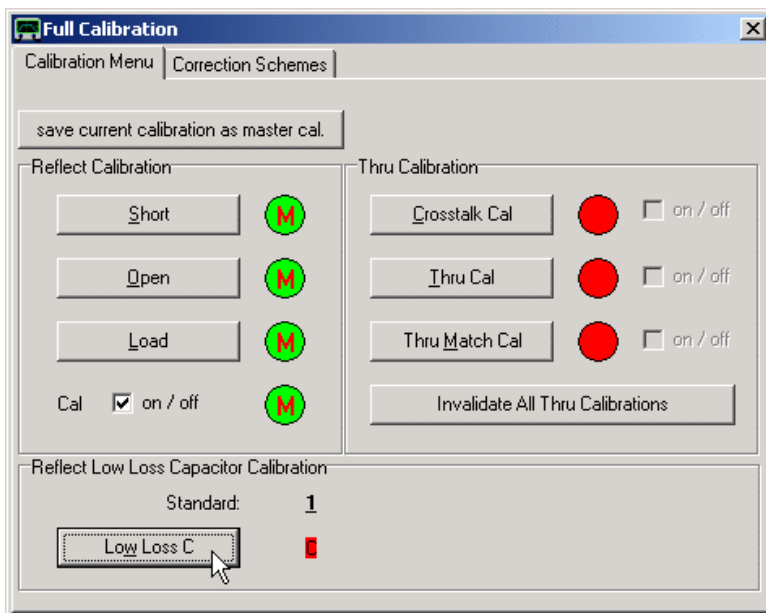 Full Calibration
Calibration Menu
Correction Schemes
save current calibration as master cal.
Reflect Calibration
Short
M
Open
M
Load
M
Cal
on / off
M
Thru Calibration
Crosstalk Cal
on / off
Thru Cal
on / off
Thru Match Cal
on / off
Invalidate All Thru Calibrations
Reflect Low Loss Capacitor Calibration
Standard:
1
Low Loss C
C